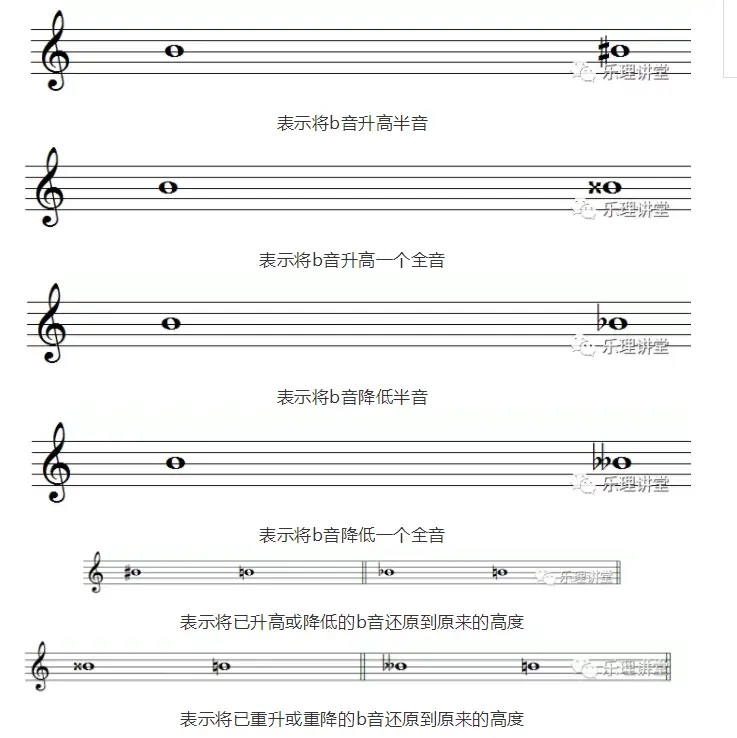 乐理讲堂
表示将b音升高半音
乐理讲堂
表示将b音升高一个全音
乐理讲堂
表示将b音降低半音
乐理讲堂
表示将b音降低一个全音
乐理讲堂
表示将已升高或降低的b音还原到原来的高度
乐理讲堂
表示将已重升或重降的b音还原到原来的高度